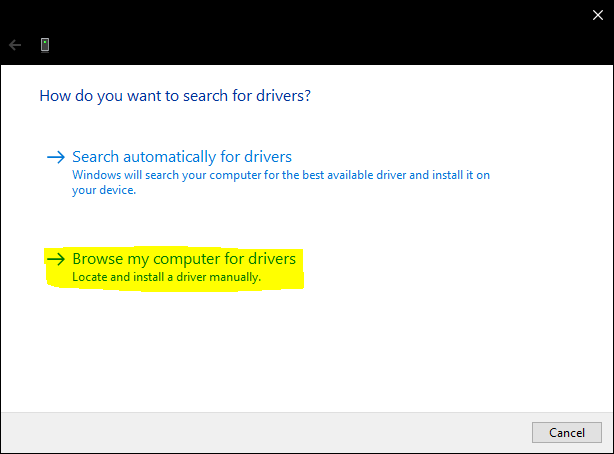 How do you want to search for drivers?
Search automatically for drivers
Windows will search your computer for the best available driver and install it on
your device.
Browse my computer for drivers
Locate and install a driver manually.
Cancel